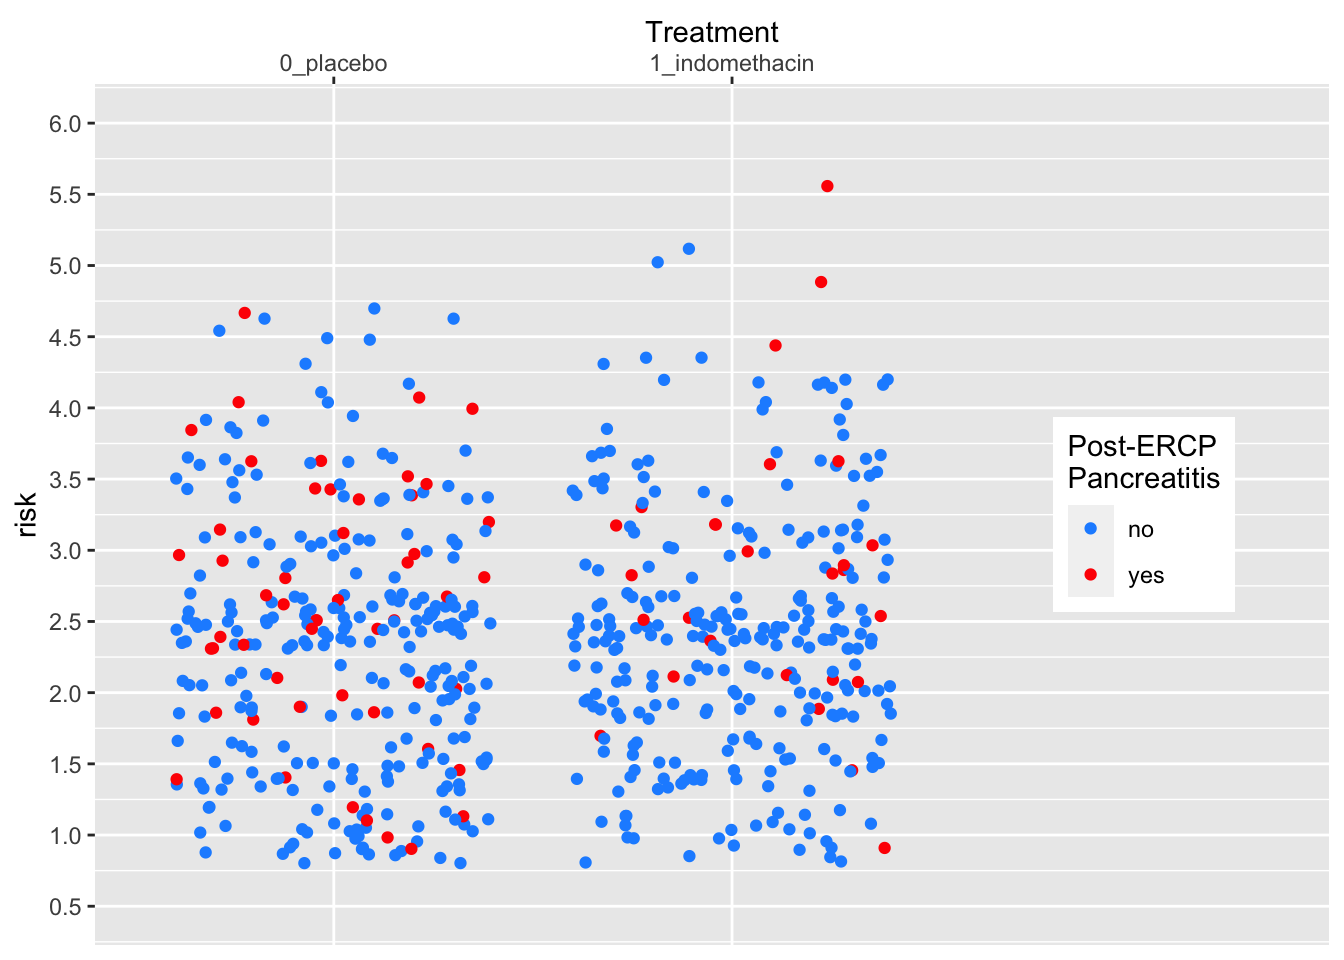 Treatment
0_placebo 1_indomethacin
6.0
5.5
5.0
4.5
4.0
3.5
3.0
2.5
2.0
1.5
1.0
0.5
risk
Post-ERCP
Pancreatitis
no
yes